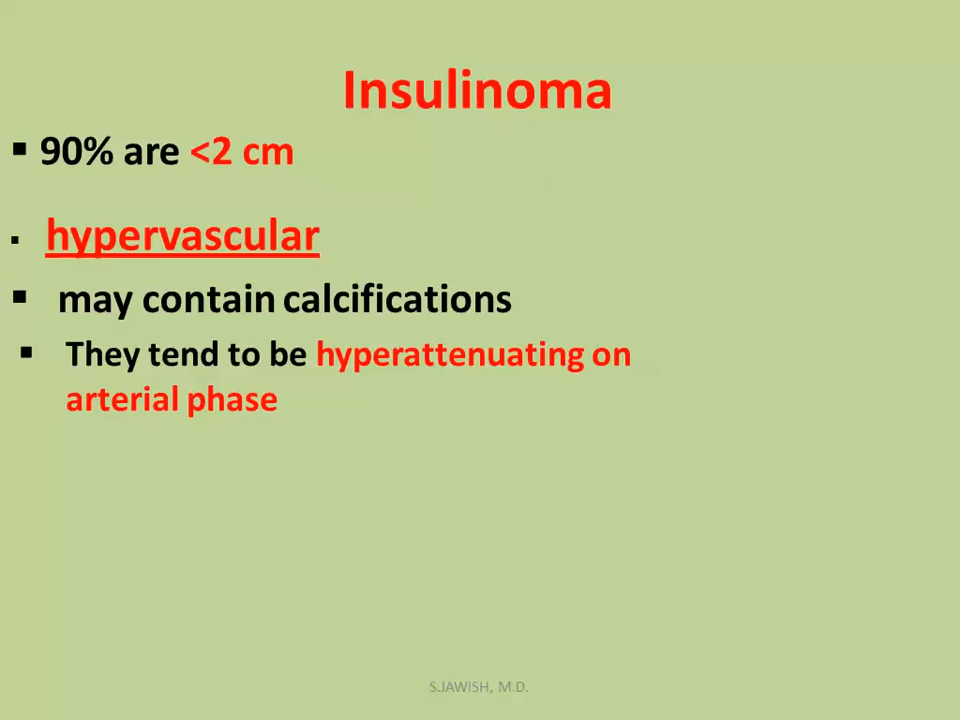 Insulinoma
▪ 90% are <2 cm
▪ hypervascular
▪ may contain calcifications
▪ They tend to be hyperattenuating on
arterial phase
S.JAWISH, M.D.